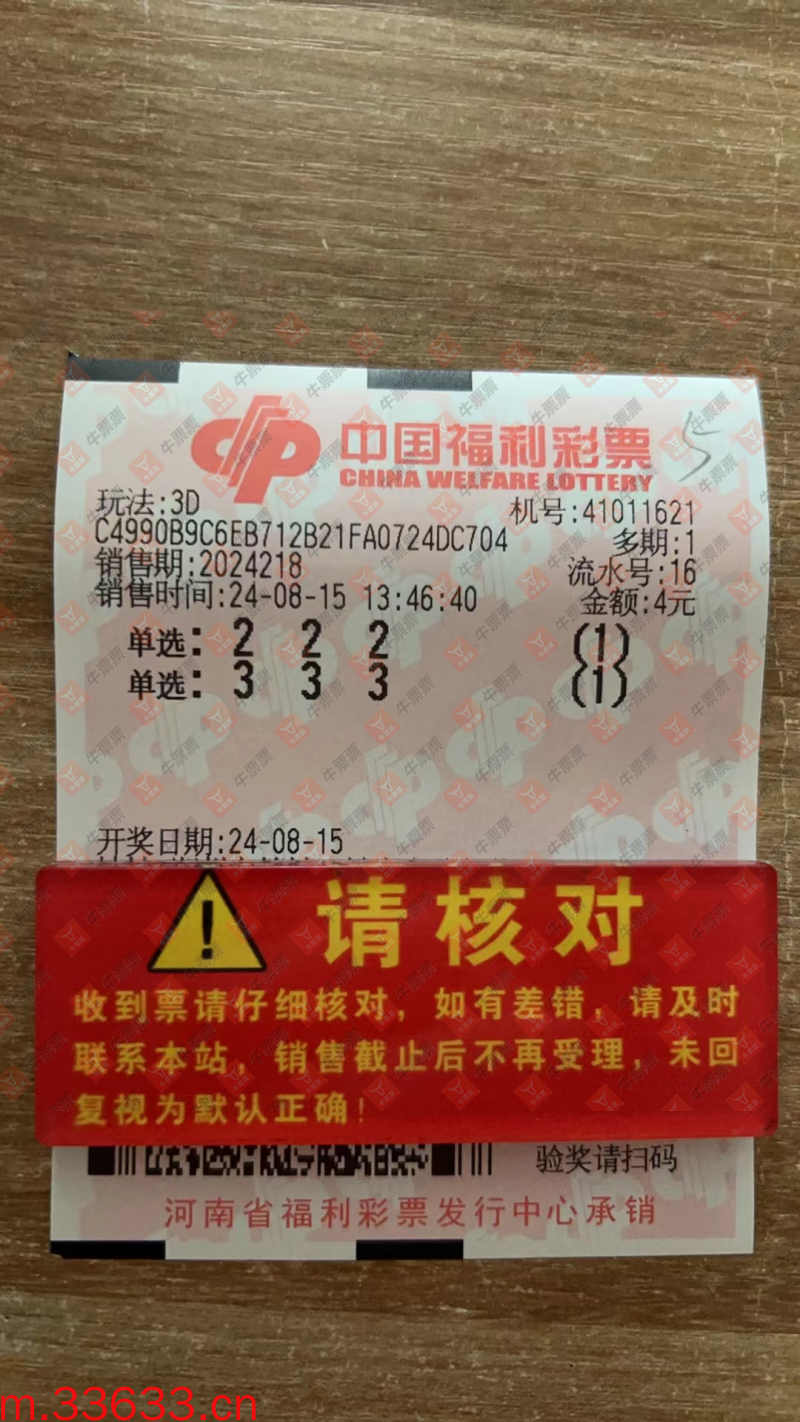 中国福利彩票
CHINA WELFARE LOTTERY
5
玩法:3D 机号:41011621
C4990B9C6EB712B21FA0724DC704 多期:1
销售期:2024218 流水号:16
销售时间:24-08-15 13:46:40 金额:4元
单选: 2 2 2 (1)
单选: 3 3 3 (1)
开奖日期:24-08-15
请核对
收到票请仔细核对，如有差错，请及时
联系本站，销售截止后不再受理，未回
复视为默认正确！
验奖请扫码
河南省福利彩票发行中心承销
牛票票
m.33633.cn